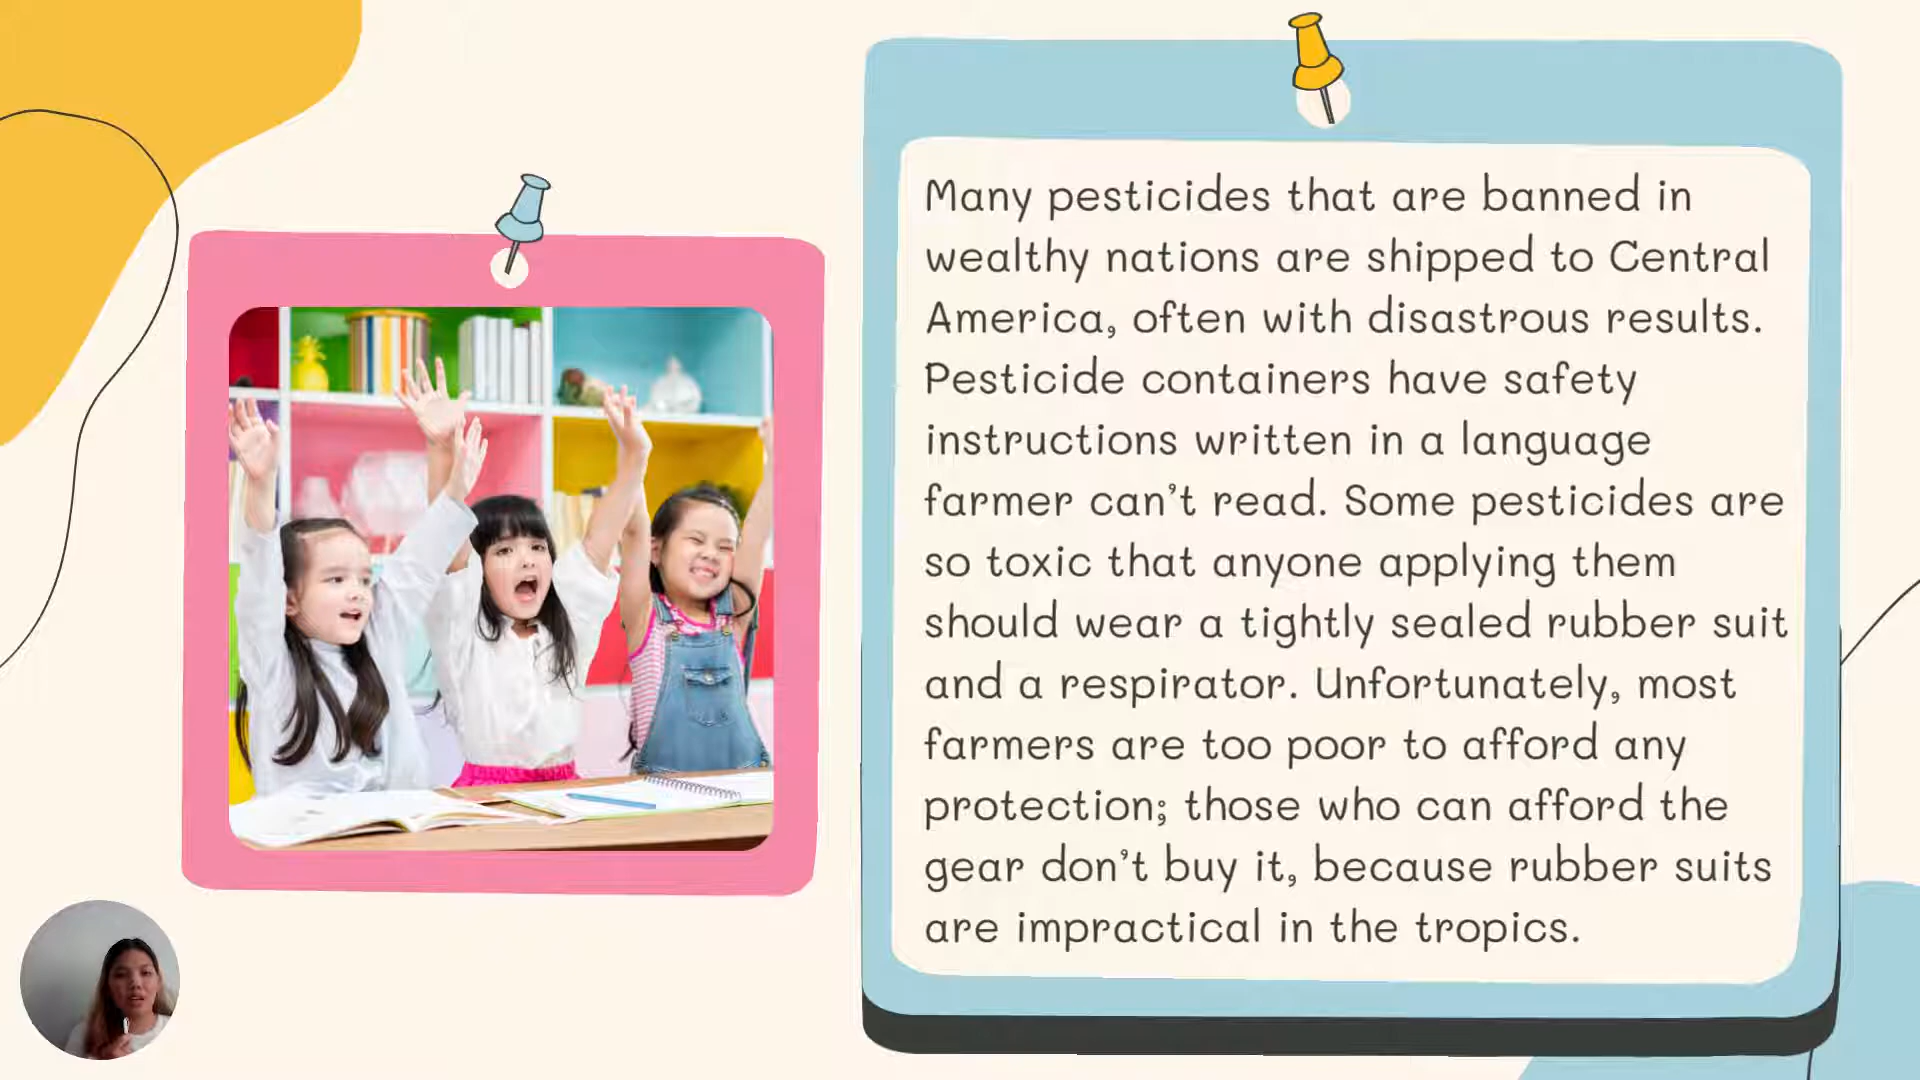 Many pesticides that are banned in
wealthy nations are shipped to Central
America, often with disastrous results.
Pesticide containers have safety
instructions written in a language
farmer can't read. Some pesticides are
so toxic that anyone applying them
should wear a tightly sealed rubber suit
and a respirator. Unfortunately, most
farmers are too poor to afford any
protection; those who can afford the
gear don't buy it, because rubber suits
are impractical in the tropics.